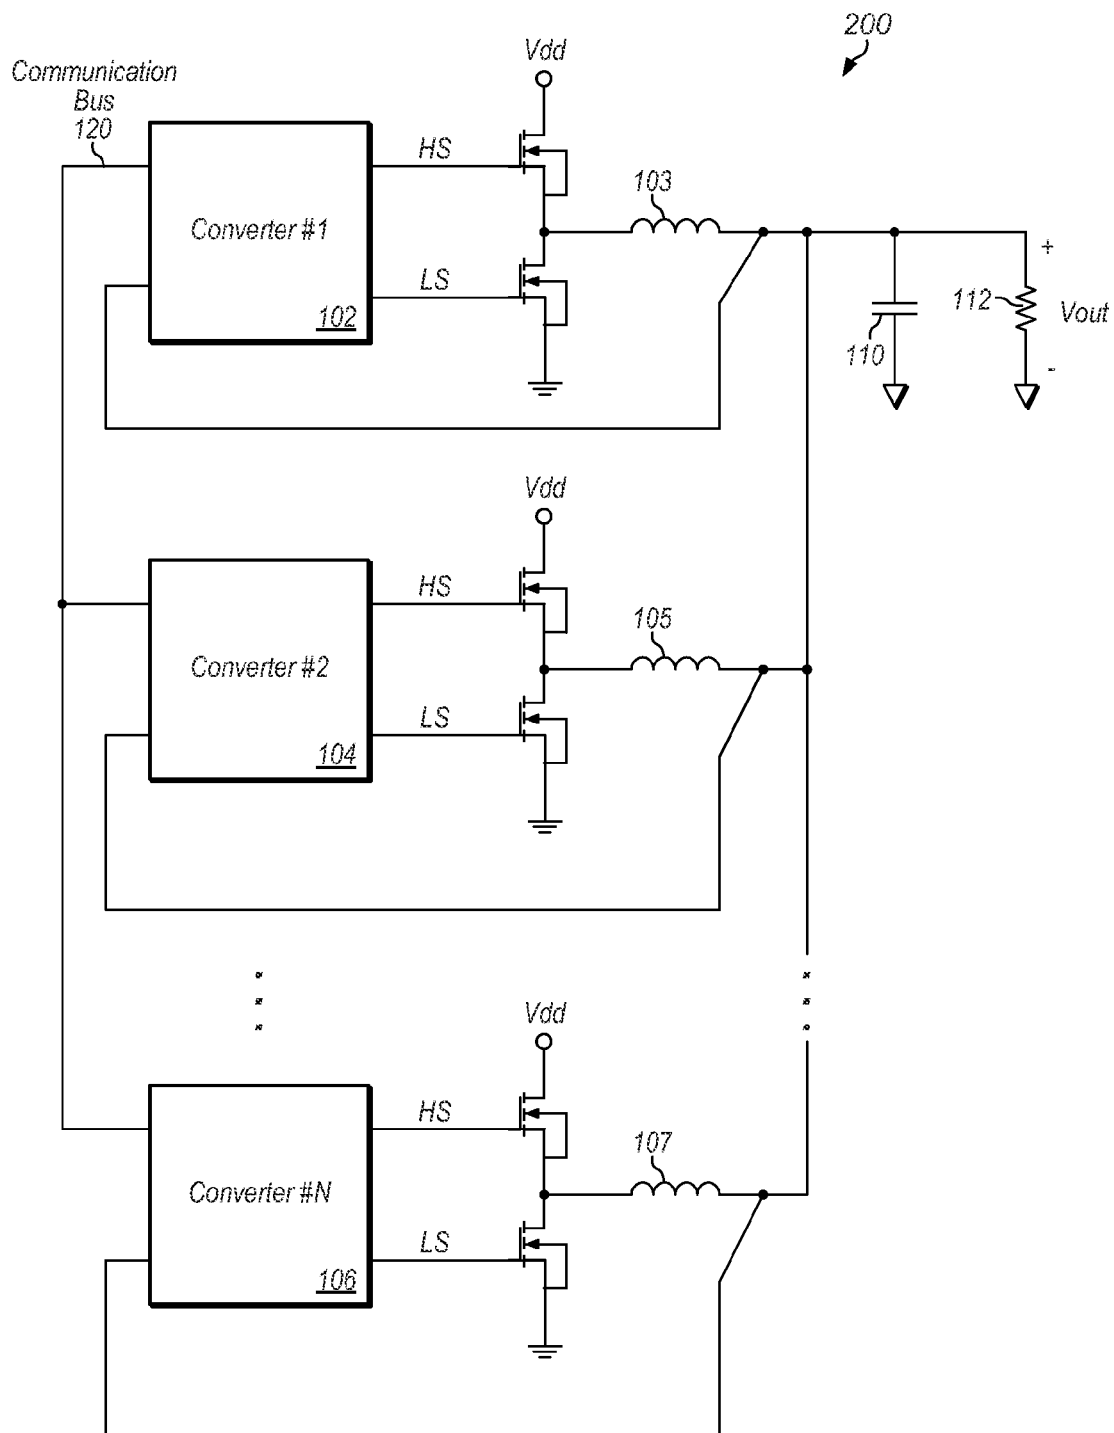 200
Communication
Bus
120
Vdd
HS
Converter #1
LS
102
103
110
112
+
Vout
-
Vdd
HS
Converter #2
LS
104
105
Vdd
HS
Converter #N
LS
106
107